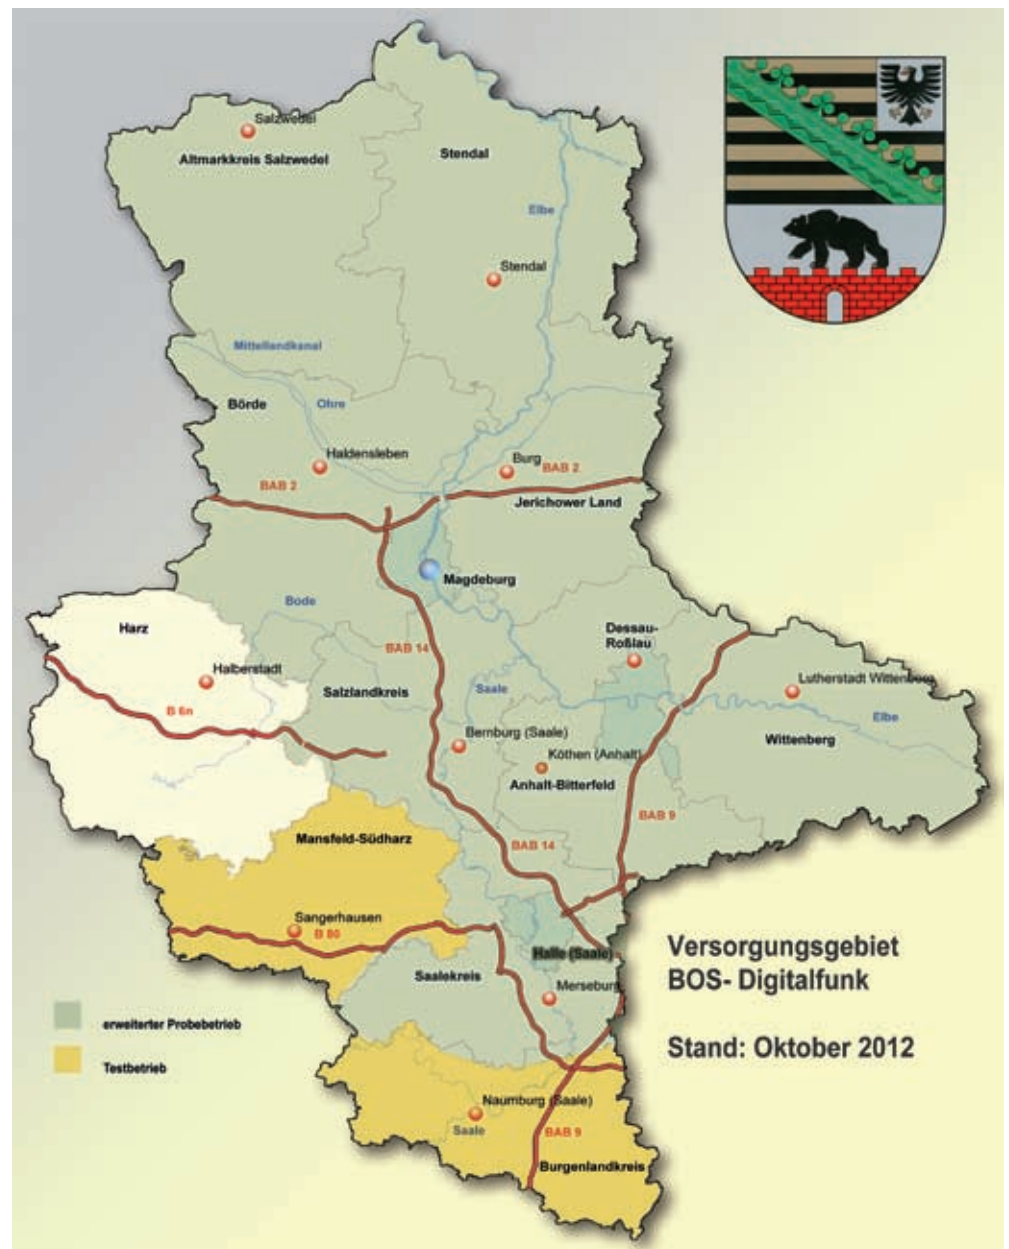 Salzwedel
Altmarkkreis Salzwedel
Stendal
Elbe
Stendal
Mittellandkanal
Börde
Ohre
Haldensleben
Burg
BAB 2
BAB 2
Jerichower Land
Magdeburg
Bode
Harz
Dessau-
Roßlau
BAB 14
Halberstadt
Lutherstadt Wittenberg
Salzlandkreis
Saale
B 6n
Elbe
Bernburg (Saale)
Wittenberg
Köthen (Anhalt)
Anhalt-Bitterfeld
BAB 9
Mansfeld-Südharz
BAB 14
Sangerhausen
B 80
Halle (Saale)
Saalekreis
Merseburg
Versorgungsgebiet
BOS- Digitalfunk
Stand: Oktober 2012
erweiterter Probebetrieb
Testbetrieb
Naumburg (Saale)
Saale
BAB 9
Burgenlandkreis